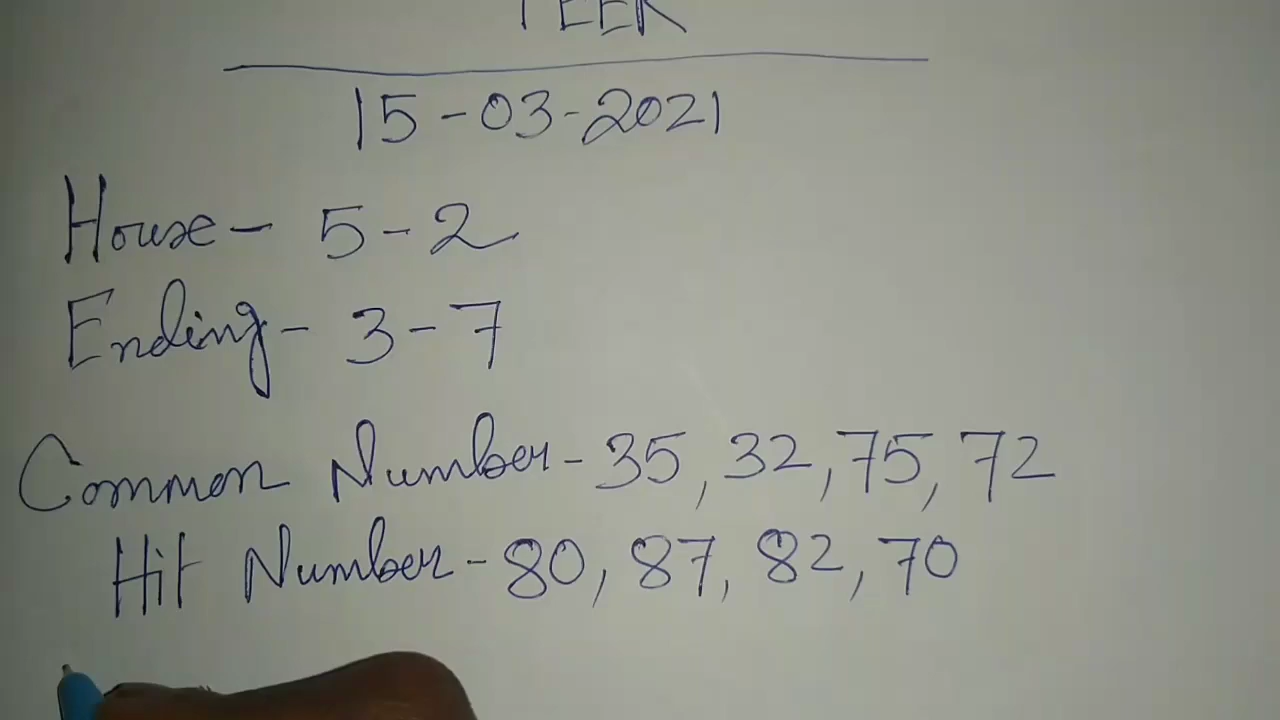 TEER
15-03-2021
House - 5-2
Ending - 3-7
Common Number - 35, 32, 75, 72
Hit Number - 80, 87, 82, 70